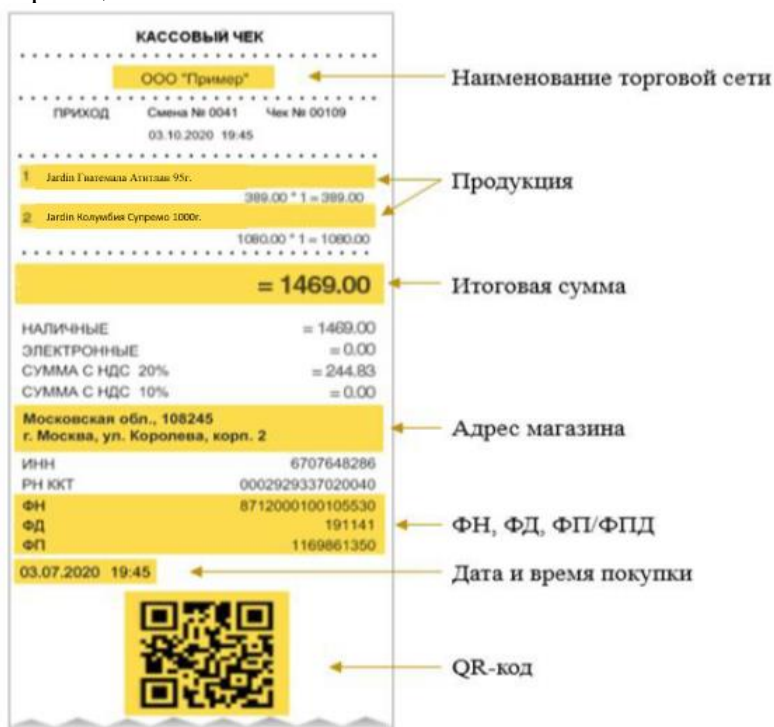 КАССОВЫЙ ЧЕК
ООО "Пример"
Наименование торговой сети
ПРИХОД Смена № 0041 Чек № 00109
03.10.2020 19:45
1 Jardin Гватемала Атитлан 95г.
389.00 * 1 = 389.00
Продукция
2 Jardin Колумбия Супремо 1000г.
1080.00 * 1 = 1080.00
= 1469.00
Итоговая сумма
НАЛИЧНЫЕ = 1469.00
ЭЛЕКТРОННЫЕ = 0.00
СУММА С НДС 20% = 244.83
СУММА С НДС 10% = 0.00
Московская обл., 108245
г. Москва, ул. Королева, корп. 2
Адрес магазина
ИНН 6707648286
РН ККТ 0002929337020040
ФН 8712000100105530
ФД 191141
ФП 1169861350
ФН, ФД, ФП/ФПД
03.07.2020 19:45
Дата и время покупки
QR-код